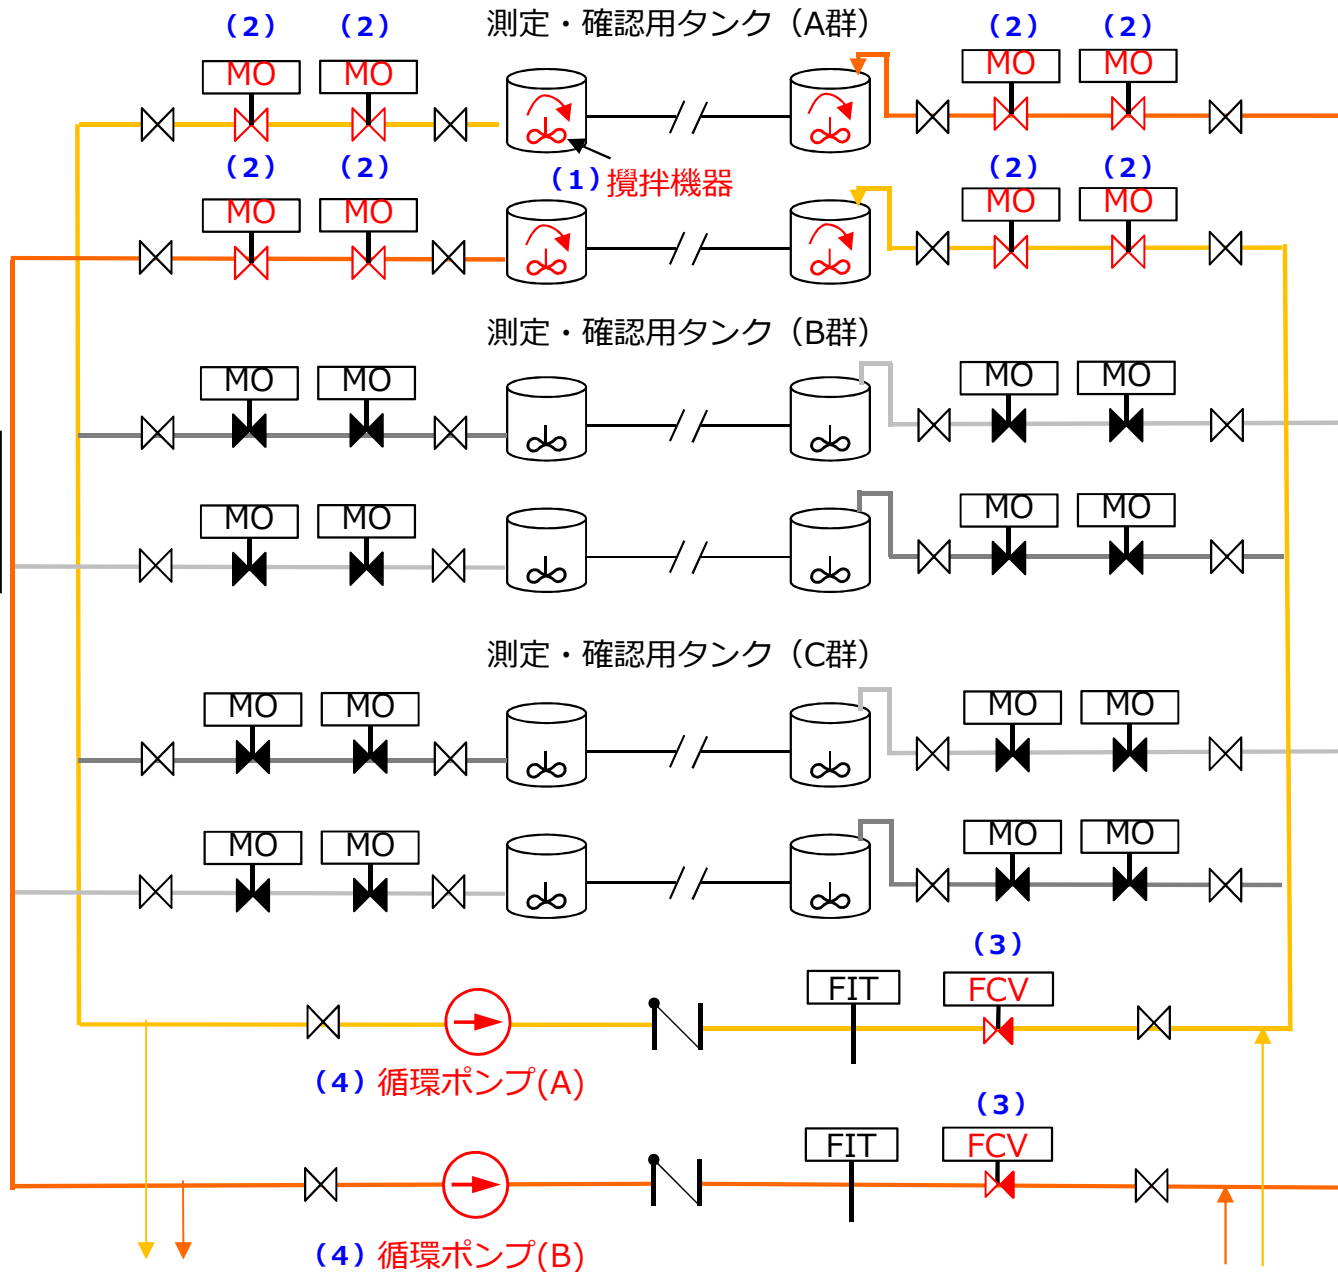 (2) (2) 測定・確認用タンク（A群） (2) (2)
MO MO MO MO
(2) (2) (1) 攪拌機器 (2) (2)
MO MO MO MO
測定・確認用タンク（B群）
MO MO MO MO
MO MO MO MO
測定・確認用タンク（C群）
MO MO MO MO
MO MO MO MO
(3)
FIT FCV
(4) 循環ポンプ(A)
(3)
FIT FCV
(4) 循環ポンプ(B)